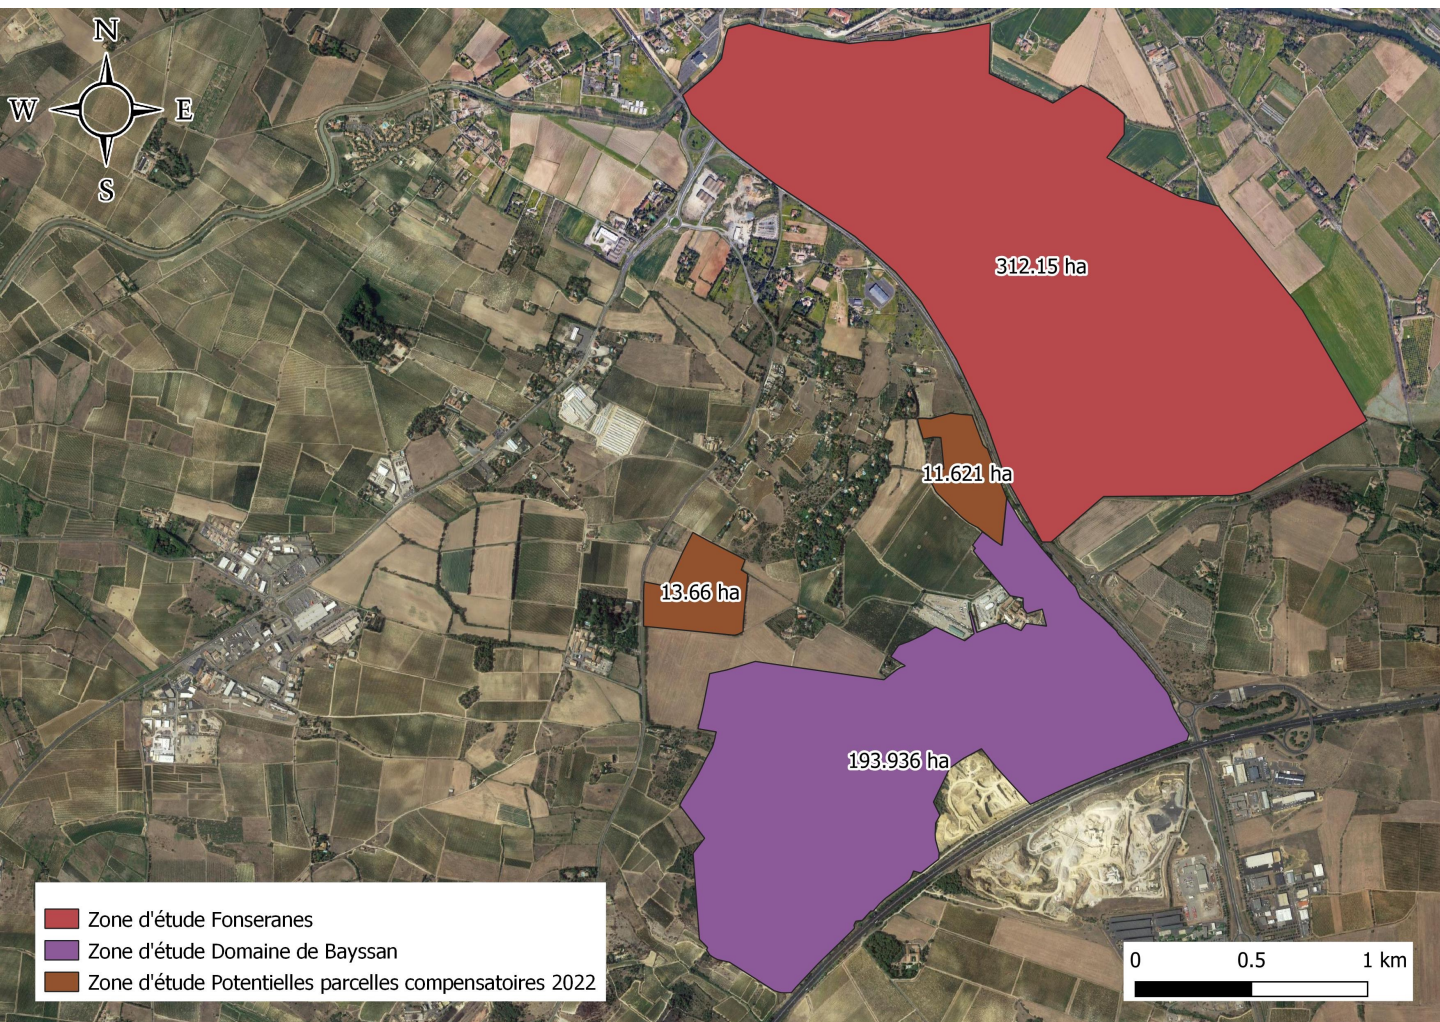 N
W E
S
312.15 ha
11.621 ha
13.66 ha
193.936 ha
Zone d'étude Fonseranes
Zone d'étude Domaine de Bayssan
Zone d'étude Potentielles parcelles compensatoires 2022
0 0.5 1 km